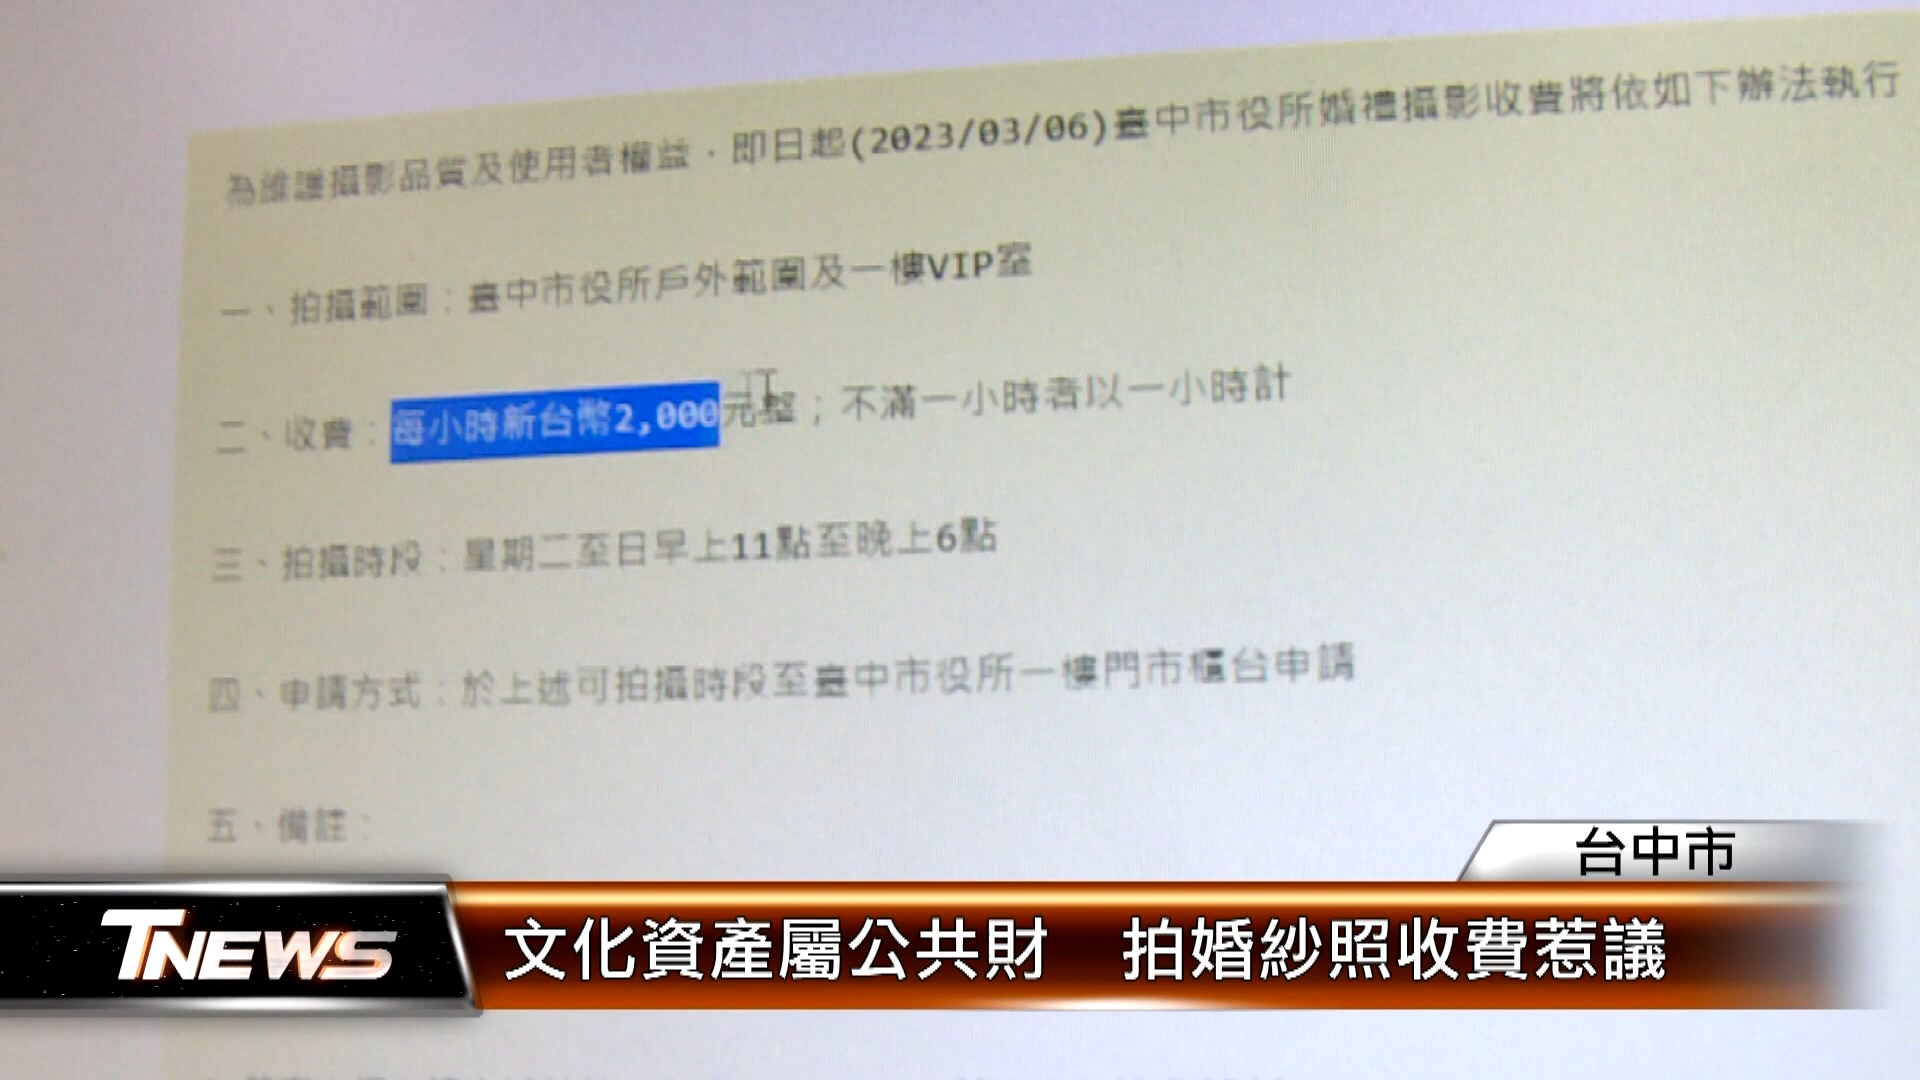 為維護攝影品質及使用者權益，即日起(2023/03/06)臺中市役所婚禮攝影收費將依如下辦法執行
一、拍攝範圍：臺中市役所戶外範圍及一樓VIP室
二、收費：每小時新台幣2,000元整；不滿一小時者以一小時計
三、拍攝時段：星期二至日早上11點至晚上6點
四、申請方式：於上述可拍攝時段至臺中市役所一樓門市櫃台申請
五、備註：
台中市
TNEWS
文化資產屬公共財 拍婚紗照收費惹議